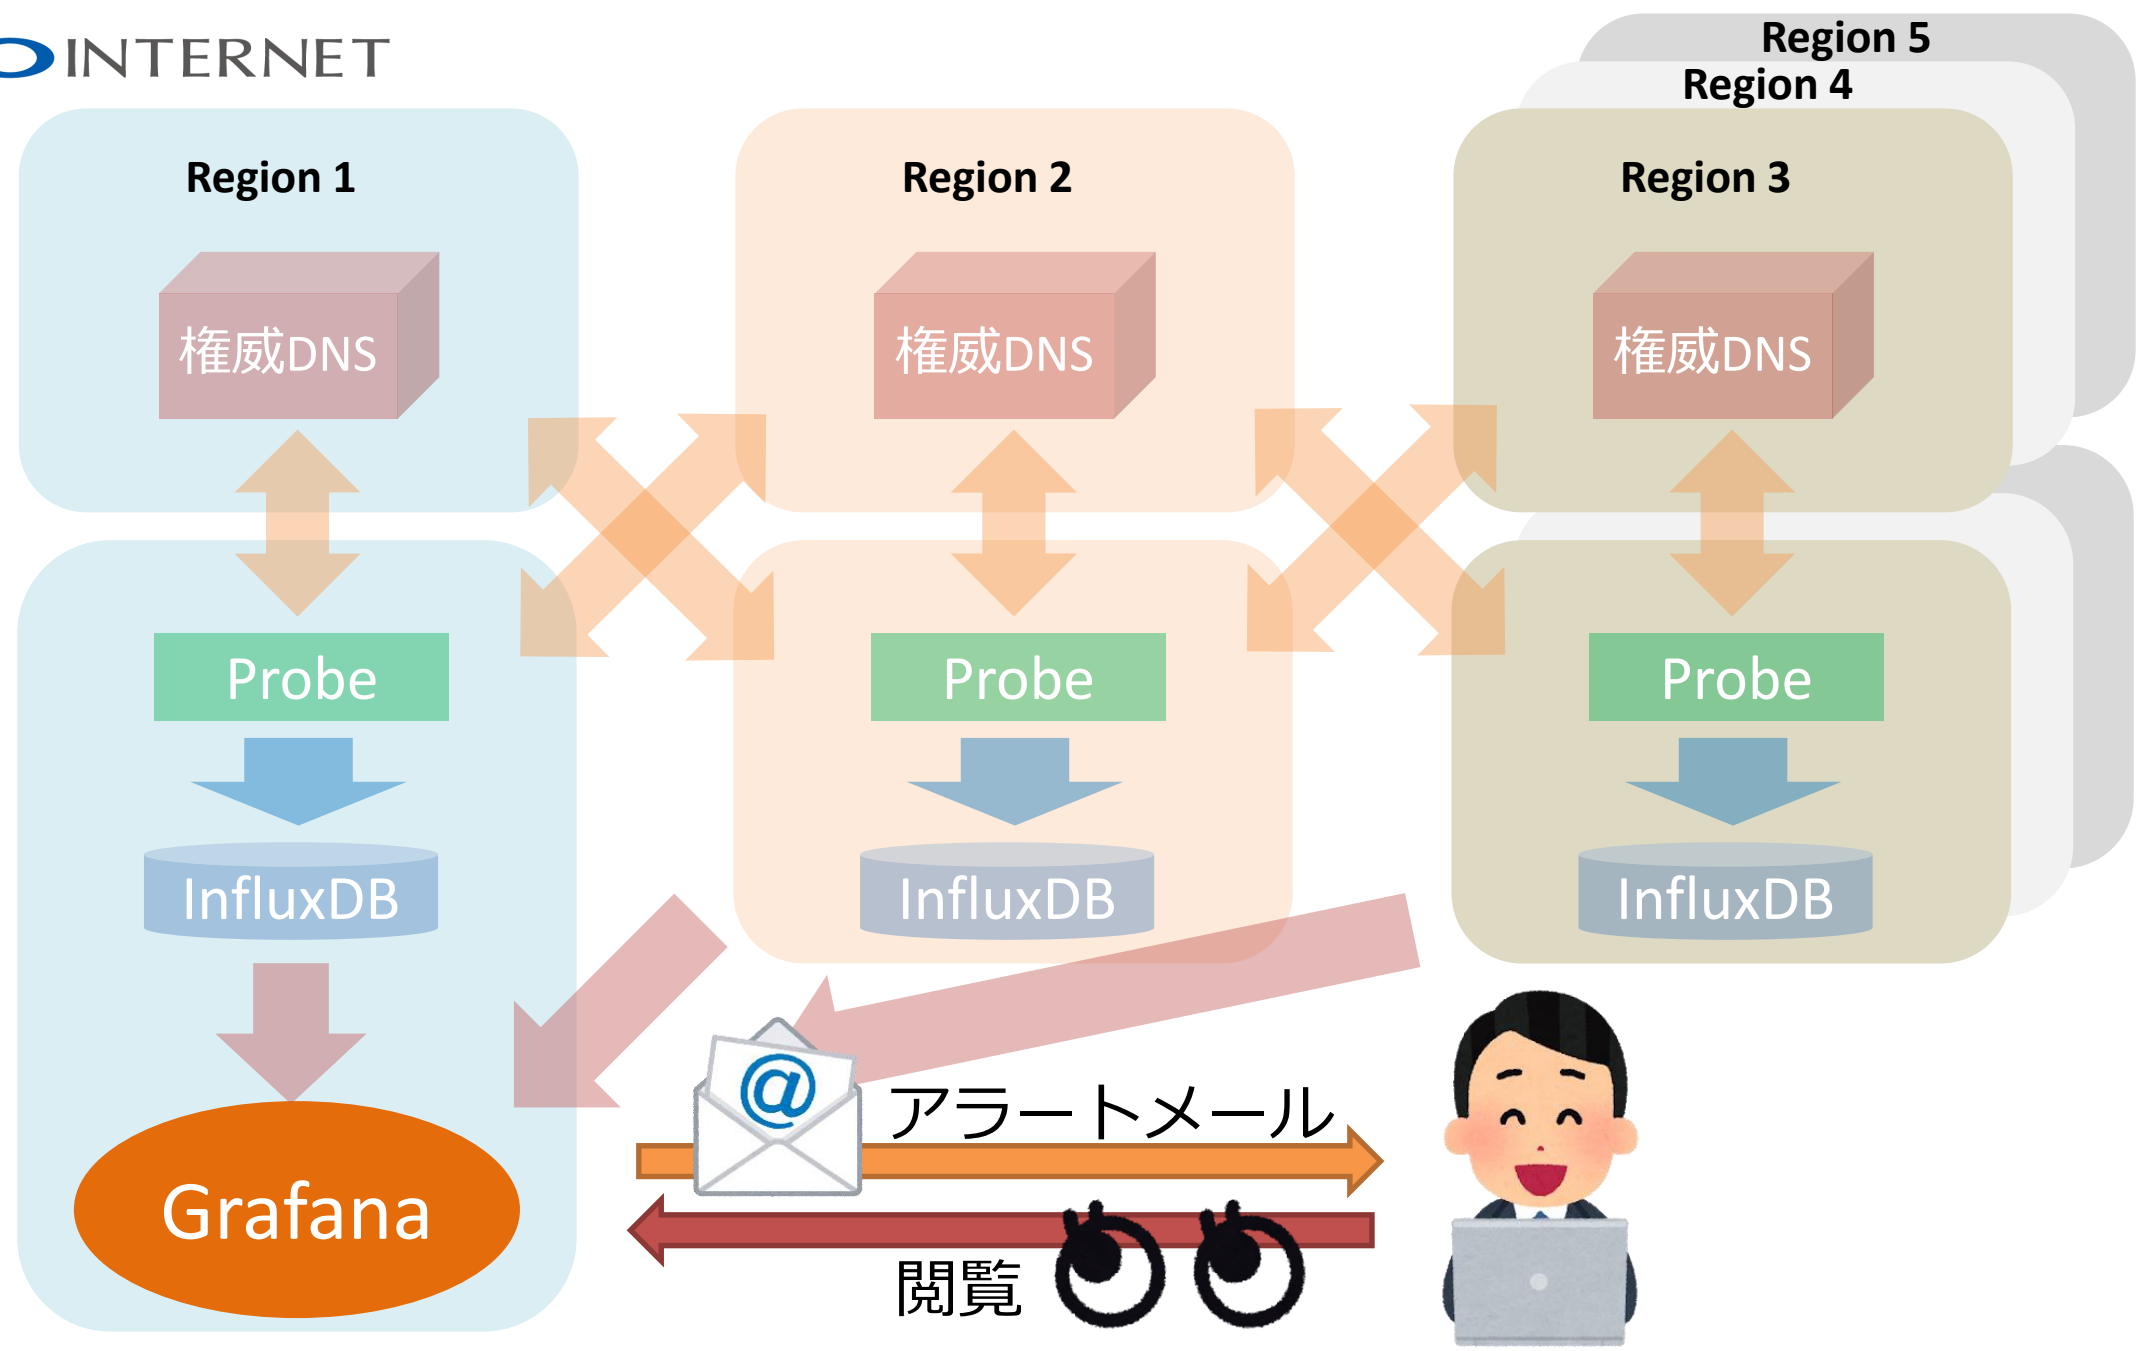 INTERNET
Region 5
Region 4
Region 1
Region 2
Region 3
権威DNS
権威DNS
権威DNS
Probe
Probe
Probe
InfluxDB
InfluxDB
InfluxDB
@
アラートメール
Grafana
閲覧